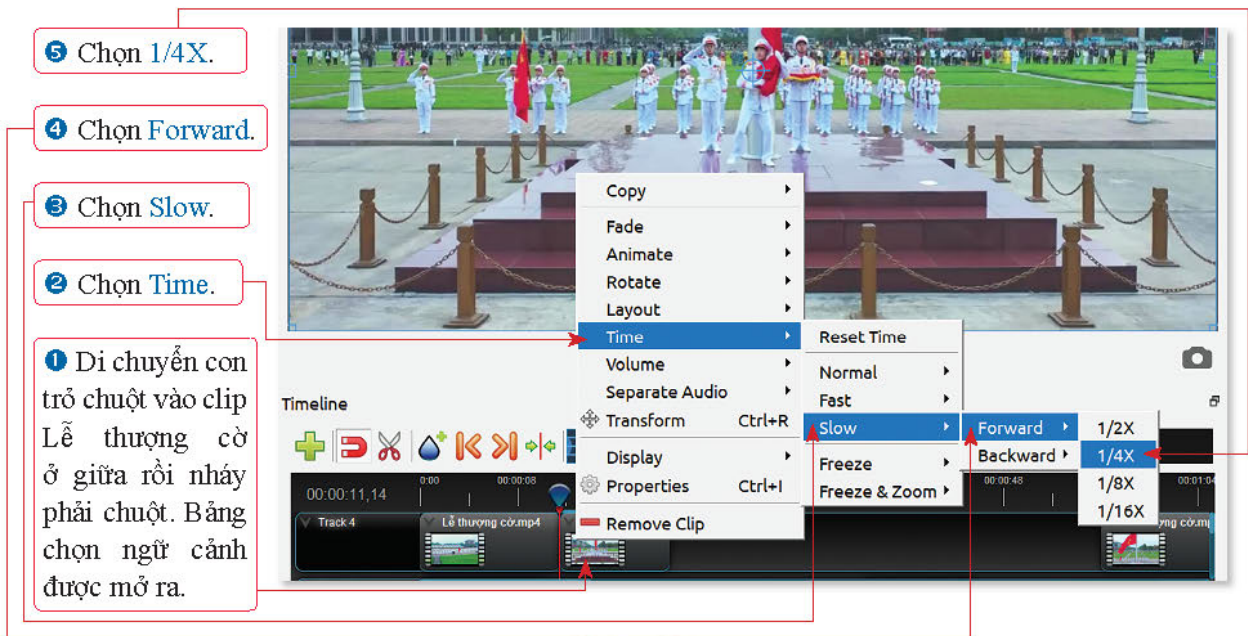 ❺ Chọn 1/4X.
❹ Chọn Forward.
❸ Chọn Slow.
❷ Chọn Time.
❶ Di chuyển con
trỏ chuột vào clip
Lễ thượng cờ
ở giữa rồi nháy
phải chuột. Bảng
chọn ngữ cảnh
được mở ra.
Copy
Fade
Animate
Rotate
Layout
Time
Volume
Separate Audio
Transform Ctrl+R
Display
Properties Ctrl+I
Remove Clip
Reset Time
Normal
Fast
Slow
Freeze
Freeze & Zoom
Forward
Backward
1/2X
1/4X
1/8X
1/16X
Timeline
00:00:11,14
0:00 00:00:08 00:00:48 00:01:04
Track 4 Lễ thượng cờ.mp4
ng cờ.mp